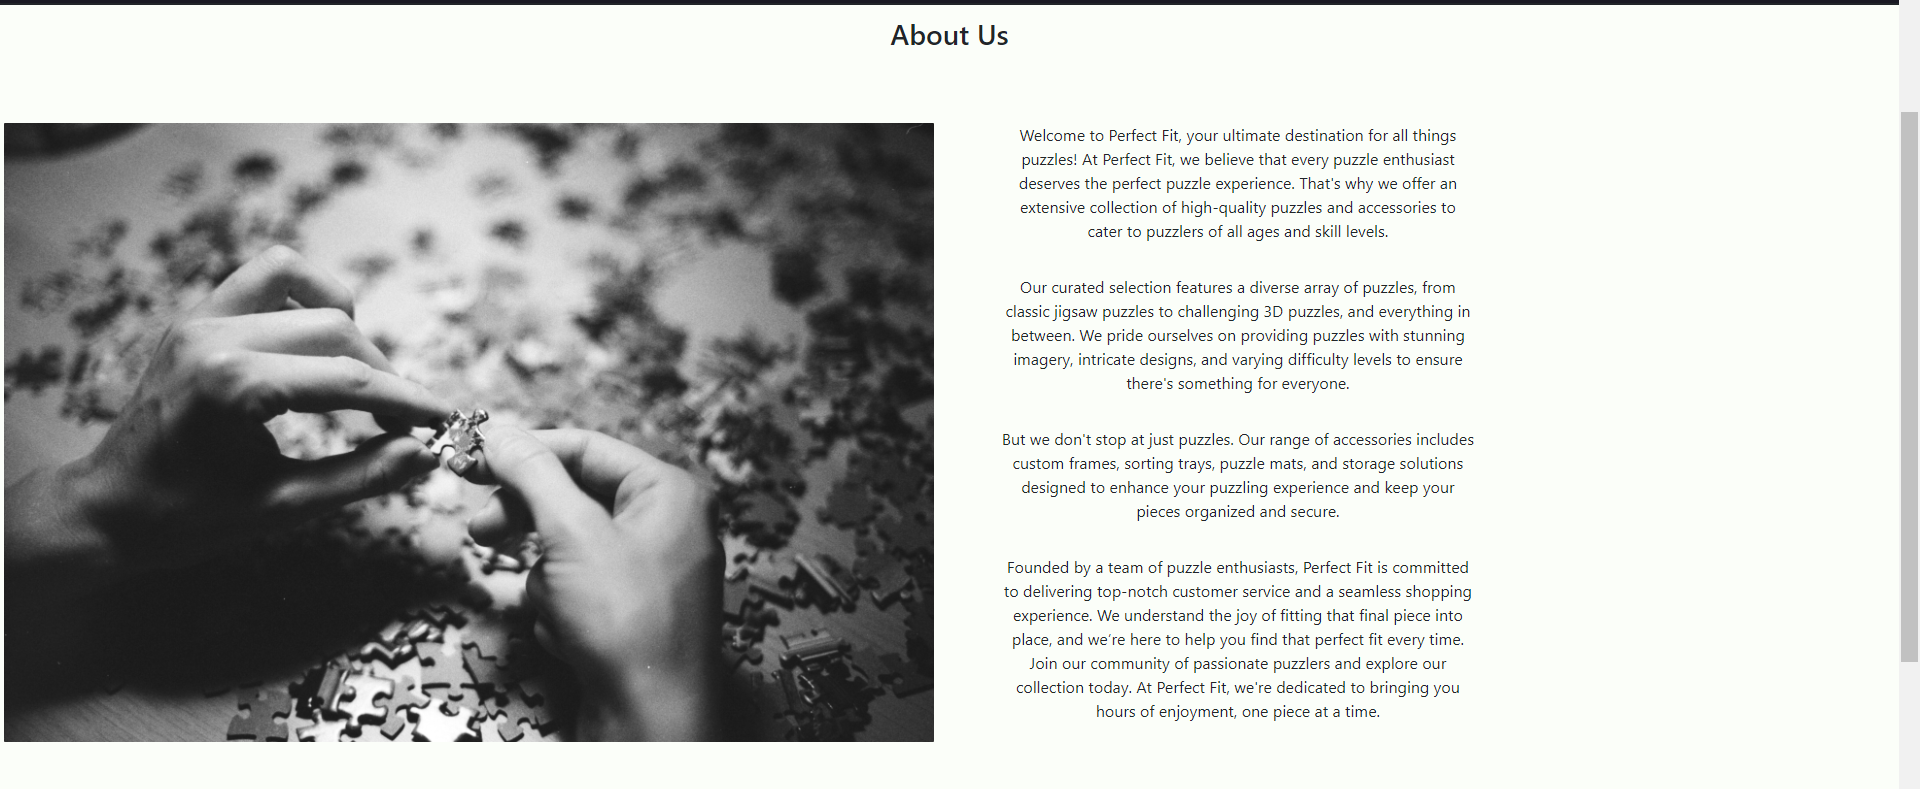 About Us
Welcome to Perfect Fit, your ultimate destination for all things
puzzles! At Perfect Fit, we believe that every puzzle enthusiast
deserves the perfect puzzle experience. That's why we offer an
extensive collection of high-quality puzzles and accessories to
cater to puzzlers of all ages and skill levels.
Our curated selection features a diverse array of puzzles, from
classic jigsaw puzzles to challenging 3D puzzles, and everything in
between. We pride ourselves on providing puzzles with stunning
imagery, intricate designs, and varying difficulty levels to ensure
there's something for everyone.
But we don't stop at just puzzles. Our range of accessories includes
custom frames, sorting trays, puzzle mats, and storage solutions
designed to enhance your puzzling experience and keep your
pieces organized and secure.
Founded by a team of puzzle enthusiasts, Perfect Fit is committed
to delivering top-notch customer service and a seamless shopping
experience. We understand the joy of fitting that final piece into
place, and we're here to help you find that perfect fit every time.
Join our community of passionate puzzlers and explore our
collection today. At Perfect Fit, we're dedicated to bringing you
hours of enjoyment, one piece at a time.